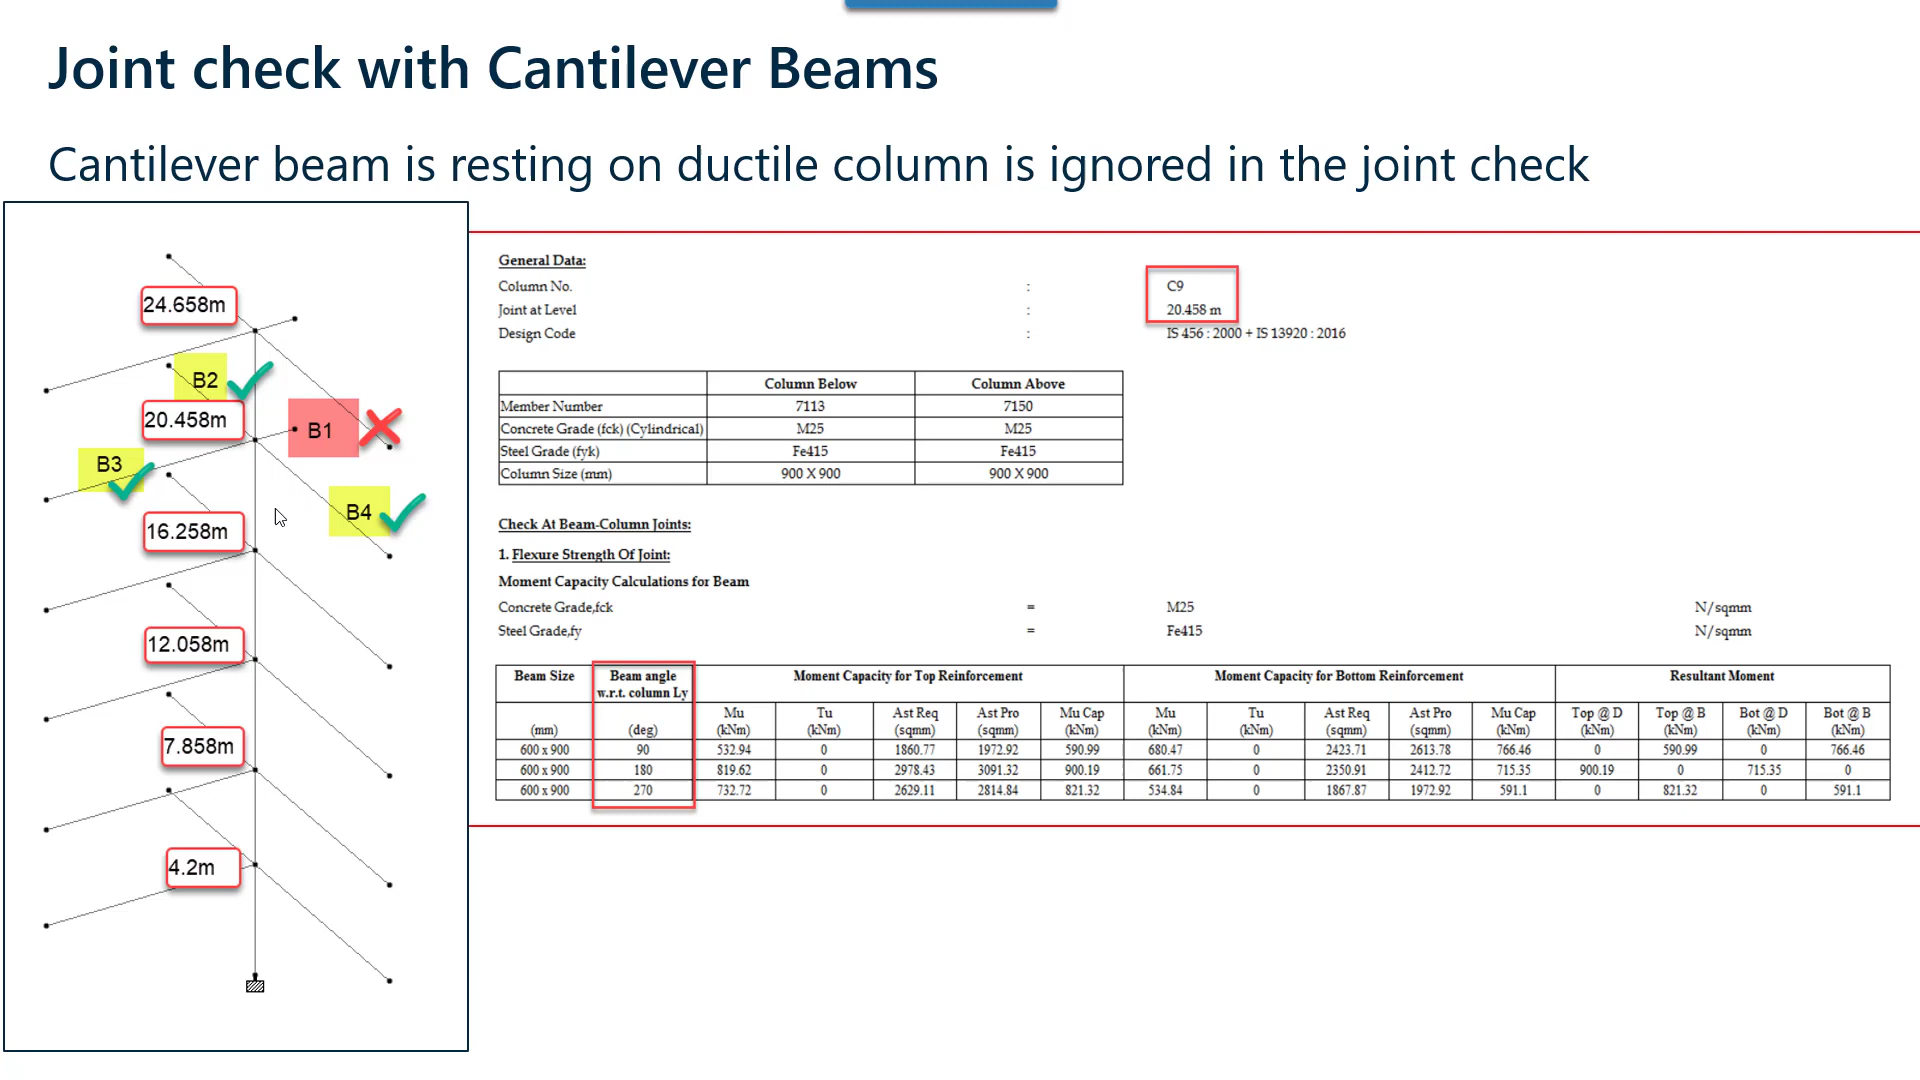 Joint check with Cantilever Beams
Cantilever beam is resting on ductile column is ignored in the joint check
24.658m
B2
20.458m
B1
B3
B4
16.258m
12.058m
7.858m
4.2m
General Data:
Column No. : C9
Joint at Level : 20.458 m
Design Code : IS 456 : 2000 + IS 13920 : 2016
Column Below Column Above
Member Number 7113 7150
Concrete Grade (fck) (Cylindrical) M25 M25
Steel Grade (fyk) Fe415 Fe415
Column Size (mm) 900 X 900 900 X 900
Check At Beam-Column Joints:
1. Flexure Strength Of Joint:
Moment Capacity Calculations for Beam
Concrete Grade,fck = M25 N/sqmm
Steel Grade,fy = Fe415 N/sqmm
Beam Size Beam angle Moment Capacity for Top Reinforcement Moment Capacity for Bottom Reinforcement Resultant Moment
w.r.t. column Ly
Mu Tu Ast Req Ast Pro Mu Cap Mu Tu Ast Req Ast Pro Mu Cap Top @ D Top @ B Bot @ D Bot @ B
(mm) (deg) (kNm) (kNm) (sqmm) (sqmm) (kNm) (kNm) (kNm) (sqmm) (sqmm) (kNm) (kNm) (kNm) (kNm) (kNm)
600 x 900 90 532.94 0 1860.77 1972.92 590.99 680.47 0 2423.71 2613.78 766.46 0 590.99 0 766.46
600 x 900 180 819.62 0 2978.43 3091.32 900.19 661.75 0 2350.91 2412.72 715.35 900.19 0 715.35 0
600 x 900 270 732.72 0 2629.11 2814.84 821.32 534.84 0 1867.87 1972.92 591.1 0 821.32 0 591.1